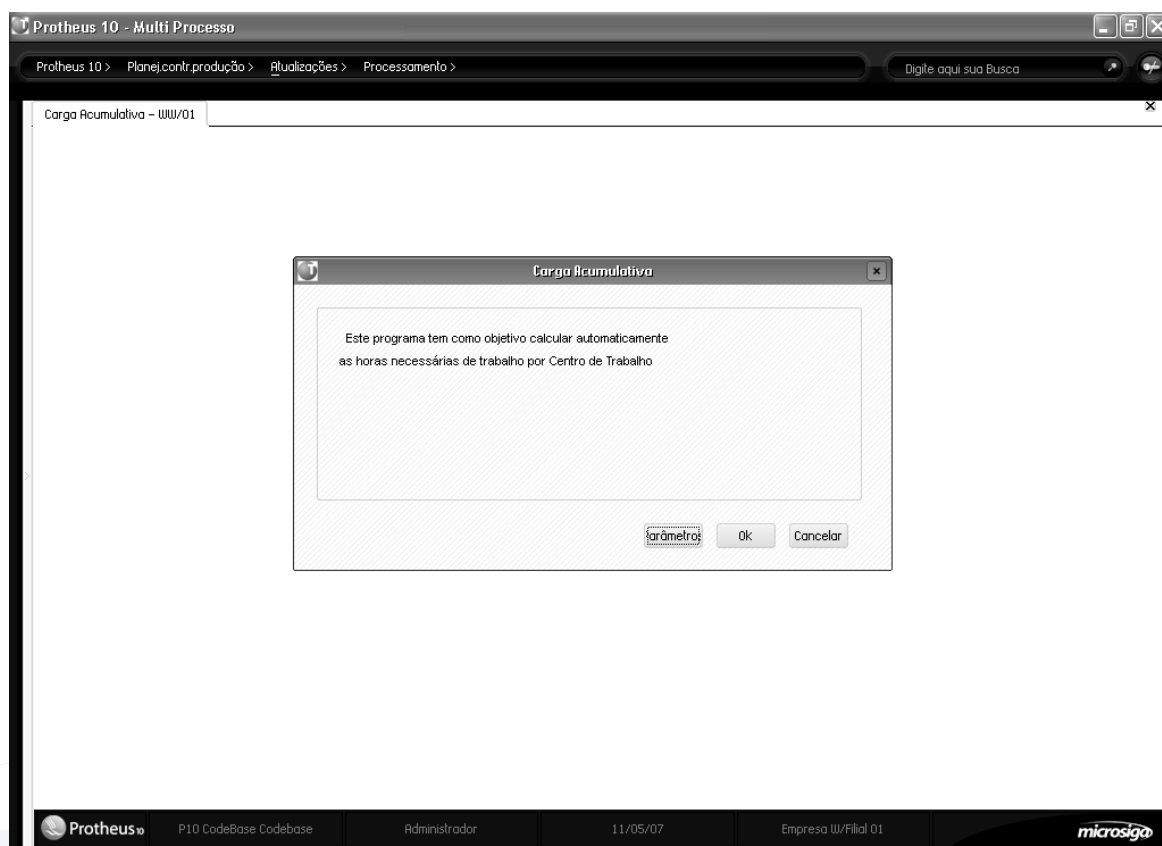 Protheus 10 - Multi Processo
Protheus 10 > Planej.contr.produção > Atualizações > Processamento >
Digite aqui sua Busca
Carga Acumulativa - WW/01
Carga Acumulativa
Este programa tem como objetivo calcular automaticamente
as horas necessárias de trabalho por Centro de Trabalho
arâmetro Ok Cancelar
Protheus10 P10 CodeBase Codebase Administrador 11/05/07 Empresa W/Filial 01 microsiga